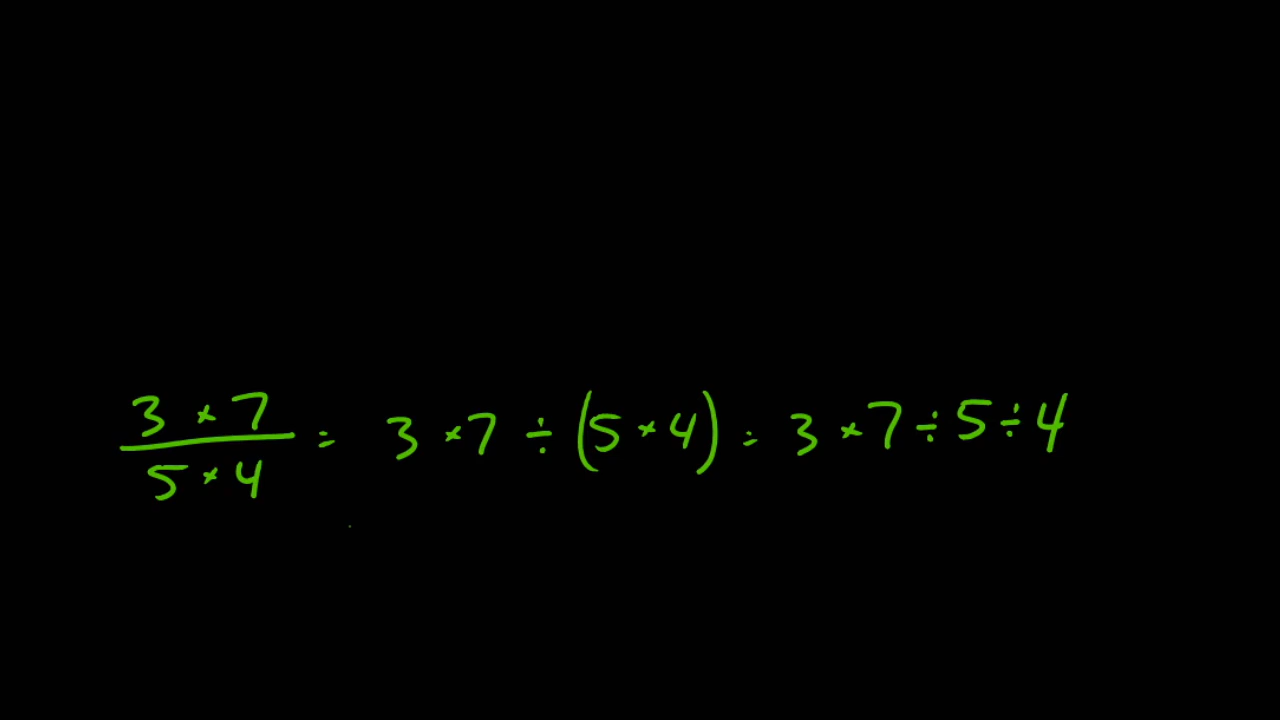 3 × 7
5 × 4
= 3 × 7 ÷ (5 × 4) = 3 × 7 ÷ 5 ÷ 4